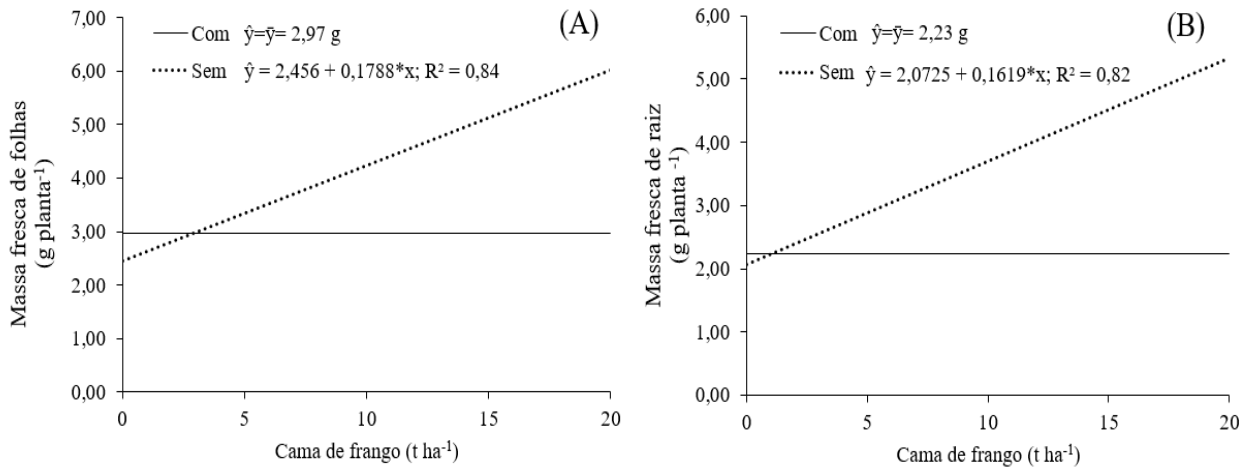 (A)
Com ŷ=ȳ= 2,97 g
Sem ŷ = 2,456 + 0,1788*x; R² = 0,84
7,00
6,00
5,00
4,00
3,00
2,00
1,00
0,00
Massa fresca de folhas
(g planta⁻¹)
0 5 10 15 20
Cama de frango (t ha⁻¹)
(B)
Com ŷ=ȳ= 2,23 g
Sem ŷ = 2,0725 + 0,1619*x; R² = 0,82
6,00
5,00
4,00
3,00
2,00
1,00
0,00
Massa fresca de raiz
(g planta ⁻¹)
0 5 10 15 20
Cama de frango (t ha⁻¹)